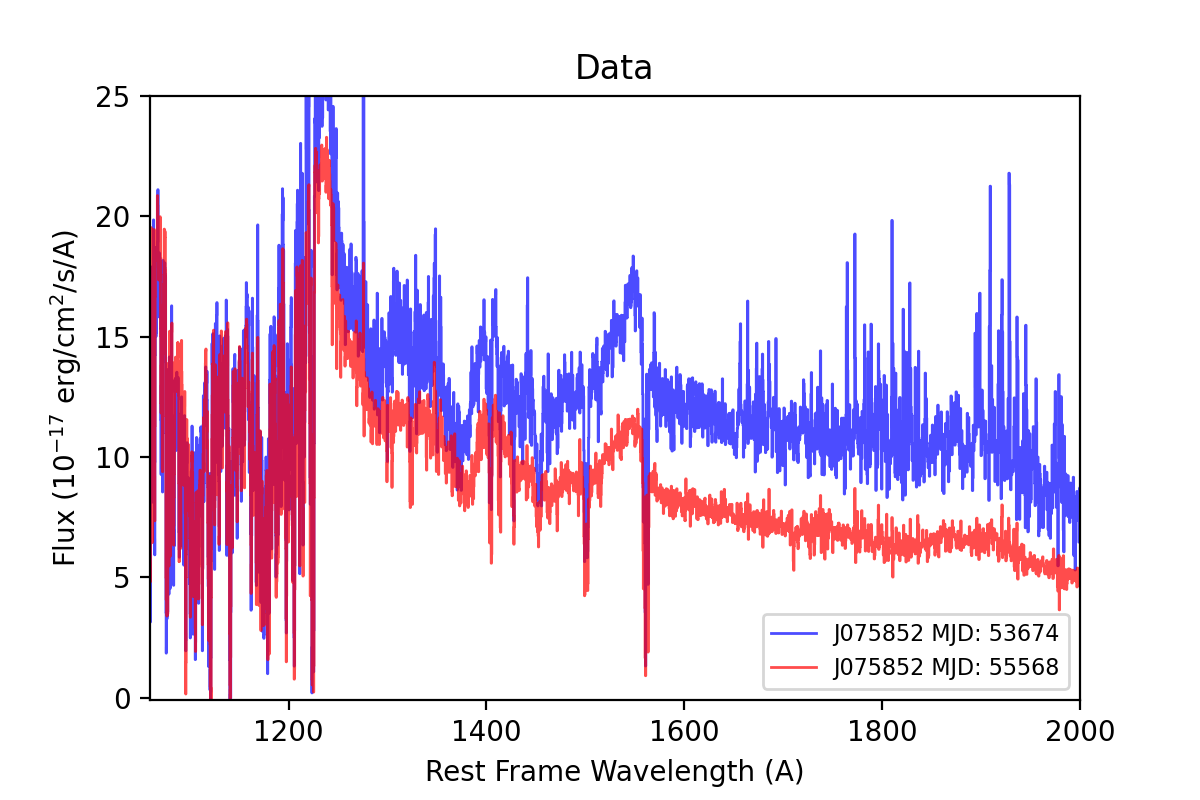 Data
25
20
15
10
5
0
Flux (10⁻¹⁷ erg/cm²/s/A)
J075852 MJD: 53674
J075852 MJD: 55568
1200 1400 1600 1800 2000
Rest Frame Wavelength (A)